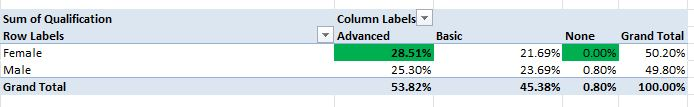 Sum of Qualification Column Labels
Row Labels Advanced Basic None Grand Total
Female 28.51% 21.69% 0.00% 50.20%
Male 25.30% 23.69% 0.80% 49.80%
Grand Total 53.82% 45.38% 0.80% 100.00%